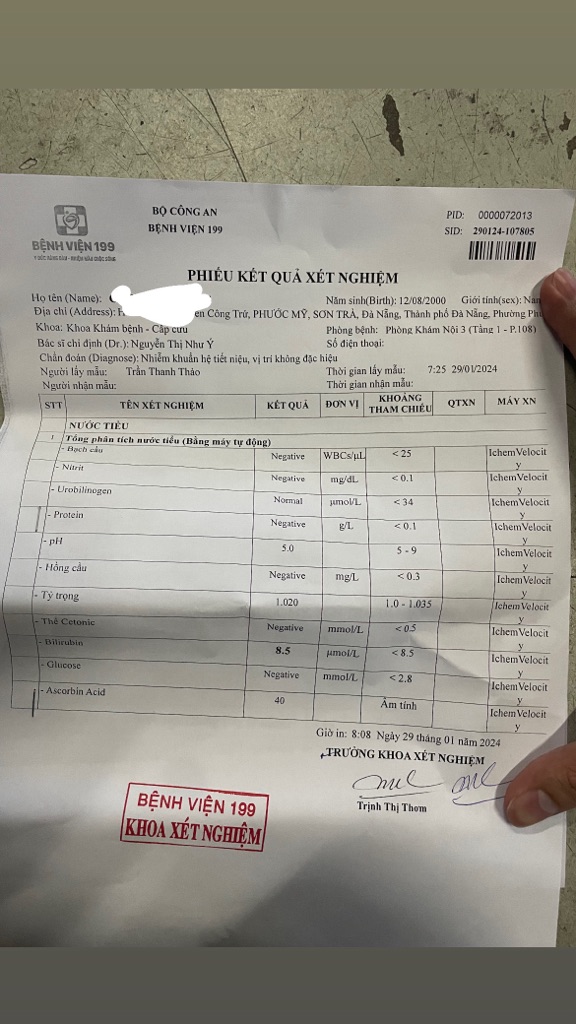 BỘ CÔNG AN
BỆNH VIỆN 199
BỆNH VIỆN 199
PID: 0000072013
SID: 290124-107805
PHIẾU KẾT QUẢ XÉT NGHIỆM
Họ tên (Name):
Năm sinh(Birth): 12/08/2000 Giới tính(sex): Nam
Địa chỉ (Address): Công Trứ, PHƯỚC MỸ, SƠN TRÀ, Đà Nẵng, Thành phố Đà Nẵng, Phường
Khoa: Khoa Khám bệnh - Cấp cứu
Phòng bệnh: Phòng Khám Nội 3 (Tầng 1 - P.108)
Bác sĩ chỉ định (Dr.): Nguyễn Thị Như Ý
Số điện thoại:
Chẩn đoán (Diagnose): Nhiễm khuẩn hệ tiết niệu, vị trí không đặc hiệu
Người lấy mẫu: Trần Thanh Thảo
Thời gian lấy mẫu: 7:25 29/01/2024
Người nhận mẫu:
Thời gian nhận mẫu:
STT TÊN XÉT NGHIỆM KẾT QUẢ ĐƠN VỊ KHOẢNG THAM CHIẾU QTXN MÁY XN
NƯỚC TIỂU
1 Tổng phân tích nước tiểu (Bằng máy tự động)
- Bạch cầu Negative WBCs/µL < 25 IchemVelocity
- Nitrit Negative mg/dL < 0.1 IchemVelocity
- Urobilinogen Normal µmol/L < 34 IchemVelocity
- Protein Negative g/L < 0.1 IchemVelocity
- pH 5.0 5 - 9 IchemVelocity
- Hồng cầu Negative mg/L < 0.3 IchemVelocity
- Tỷ trọng 1.020 1.0 - 1.035 IchemVelocity
- Thể Cetonic Negative mmol/L < 0.5 IchemVelocity
- Bilirubin 8.5 µmol/L < 8.5 IchemVelocity
- Glucose Negative mmol/L < 2.8 IchemVelocity
- Ascorbin Acid 40 Âm tính IchemVelocity
Giờ in: 8:08 Ngày 29 tháng 01 năm 2024
TRƯỞNG KHOA XÉT NGHIỆM
Trịnh Thị Thơm
BỆNH VIỆN 199
KHOA XÉT NGHIỆM